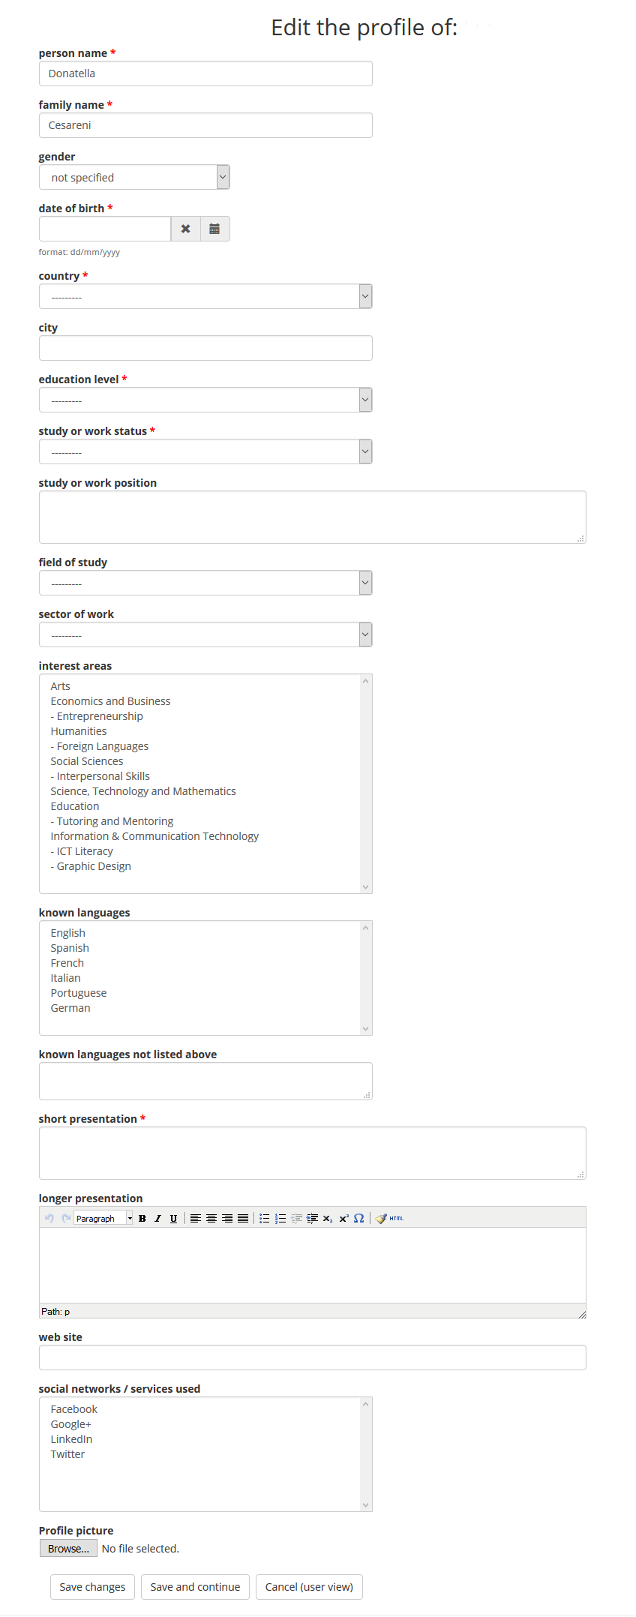 Edit the profile of:
person name *
Donatella
family name *
Cesareni
gender
not specified
date of birth *
format: dd/mm/yyyy
country *
---------
city
education level *
---------
study or work status *
---------
study or work position
field of study
---------
sector of work
---------
interest areas
Arts
Economics and Business
- Entrepreneurship
Humanities
- Foreign Languages
Social Sciences
- Interpersonal Skills
Science, Technology and Mathematics
Education
- Tutoring and Mentoring
Information & Communication Technology
- ICT Literacy
- Graphic Design
known languages
English
Spanish
French
Italian
Portuguese
German
known languages not listed above
short presentation *
longer presentation
Paragraph B I U x₁ x² Ω HTML
Path: p
web site
social networks / services used
Facebook
Google+
LinkedIn
Twitter
Profile picture
Browse... No file selected.
Save changes Save and continue Cancel (user view)